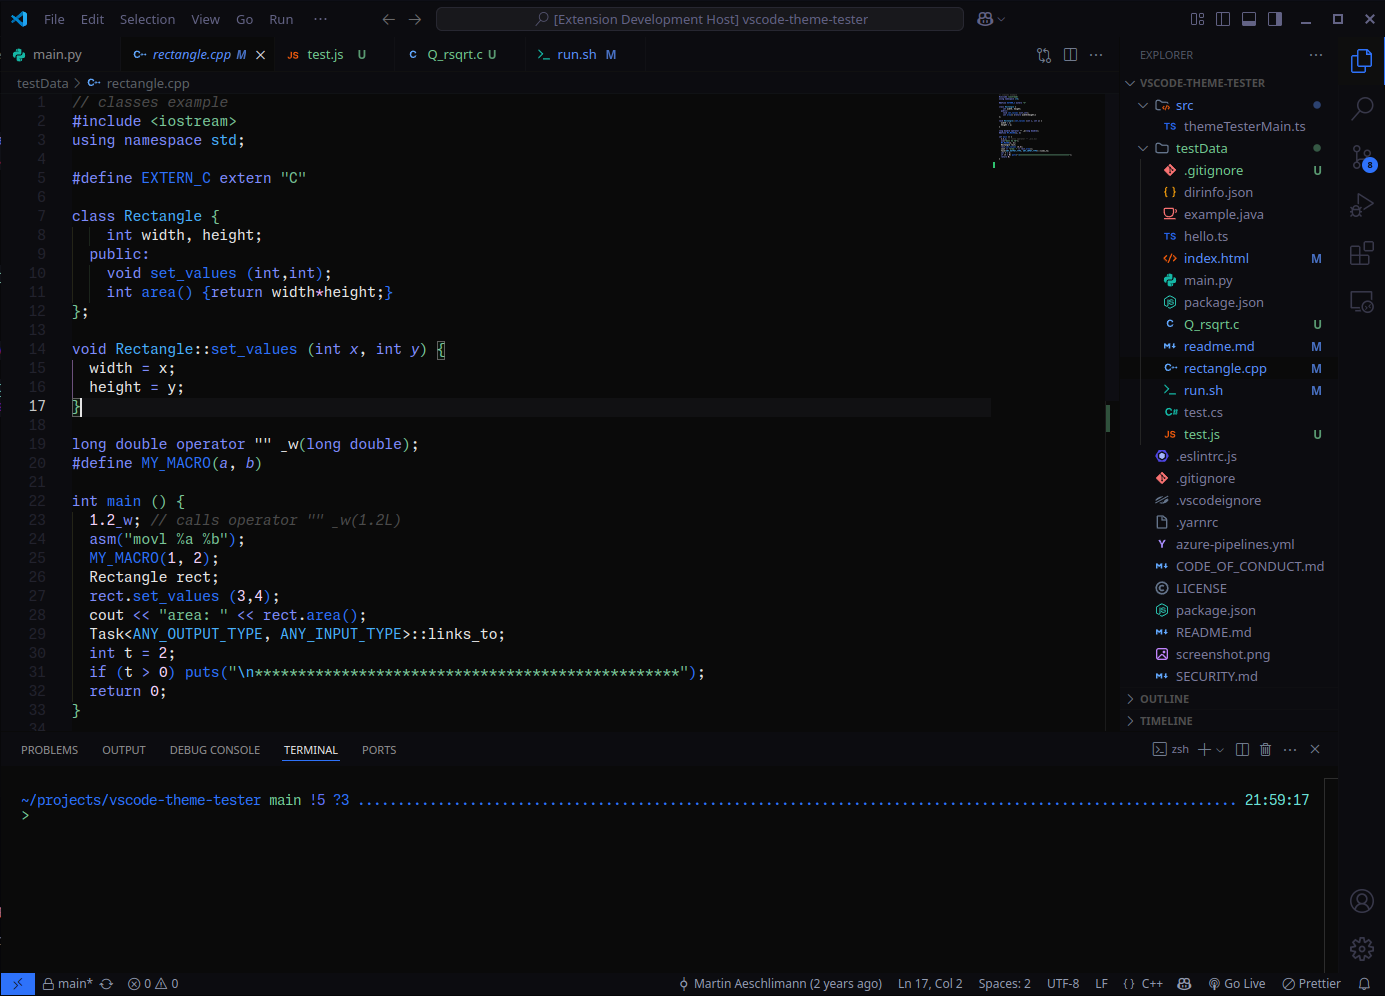 File Edit Selection View Go Run ··· [Extension Development Host] vscode-theme-tester
main.py rectangle.cpp M test.js U Q_rsqrt.c U run.sh M
testData > rectangle.cpp
1 // classes example
2 #include <iostream>
3 using namespace std;
4
5 #define EXTERN_C extern "C"
6
7 class Rectangle {
8     int width, height;
9   public:
10     void set_values (int,int);
11     int area() {return width*height;}
12 };
13
14 void Rectangle::set_values (int x, int y) {
15   width = x;
16   height = y;
17 }
18
19 long double operator "" _w(long double);
20 #define MY_MACRO(a, b)
21
22 int main () {
23   1.2_w; // calls operator "" _w(1.2L)
24   asm("movl %a %b");
25   MY_MACRO(1, 2);
26   Rectangle rect;
27   rect.set_values (3,4);
28   cout << "area: " << rect.area();
29   Task<ANY_OUTPUT_TYPE, ANY_INPUT_TYPE>::links_to;
30   int t = 2;
31   if (t > 0) puts("\n*************************************************");
32   return 0;
33 }
34
EXPLORER ···
VSCODE-THEME-TESTER
src
TS themeTesterMain.ts
testData
.gitignore U
{ } dirinfo.json
example.java
TS hello.ts
index.html M
main.py
package.json
C Q_rsqrt.c U
readme.md M
rectangle.cpp M
run.sh M
C# test.cs
JS test.js U
.eslintrc.js
.gitignore
.vscodeignore
.yarnrc
Y azure-pipelines.yml
CODE_OF_CONDUCT.md
LICENSE
package.json
README.md
screenshot.png
SECURITY.md
OUTLINE
TIMELINE
8
PROBLEMS OUTPUT DEBUG CONSOLE TERMINAL PORTS zsh
~/projects/vscode-theme-tester main !5 ?3 .............................................................................................................. 21:59:17
>
main* 0 0 Martin Aeschlimann (2 years ago) Ln 17, Col 2 Spaces: 2 UTF-8 LF { } C++ Go Live Prettier